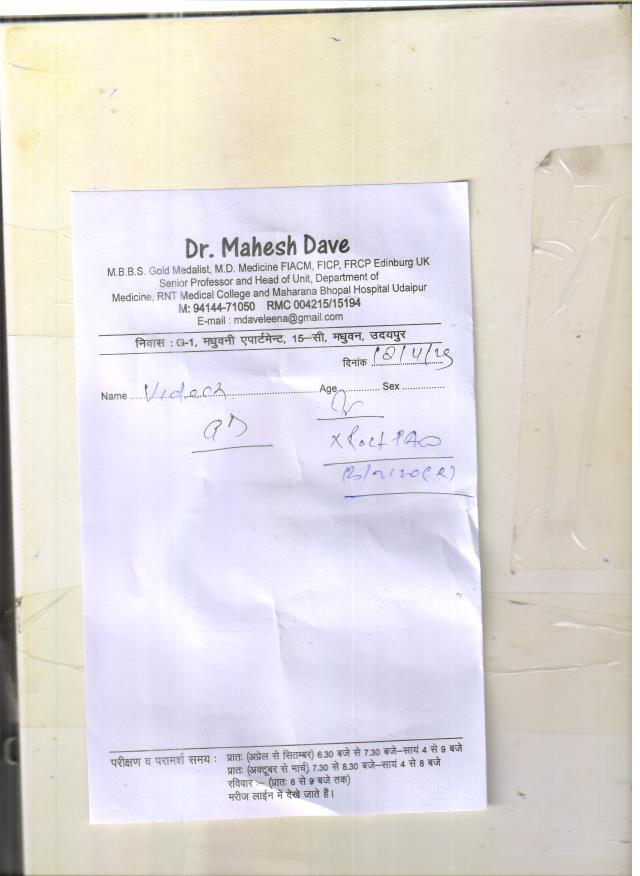 Dr. Mahesh Dave
M.B.B.S. Gold Medalist, M.D. Medicine FIACM, FICP, FRCP Edinburg UK
Senior Professor and Head of Unit, Department of
Medicine, RNT Medical College and Maharana Bhopal Hospital Udaipur
M: 94144-71050 RMC 004215/15194
E-mail : mdaveleena@gmail.com
निवास : G-1, मधुवनी एपार्टमेन्ट, 15–सी, मधुवन, उदयपुर
दिनांक
Name Age Sex
परीक्षण व परामर्श समय : प्रातः (अप्रेल से सितम्बर) 6.30 बजे से 7.30 बजे–सायं 4 से 9 बजे
प्रातः (अक्टूबर से मार्च) 7.30 से 8.30 बजे–सायं 4 से 8 बजे
रविवार :– (प्रातः 8 से 9 बजे तक)
मरीज लाईन में देखे जाते हैं।